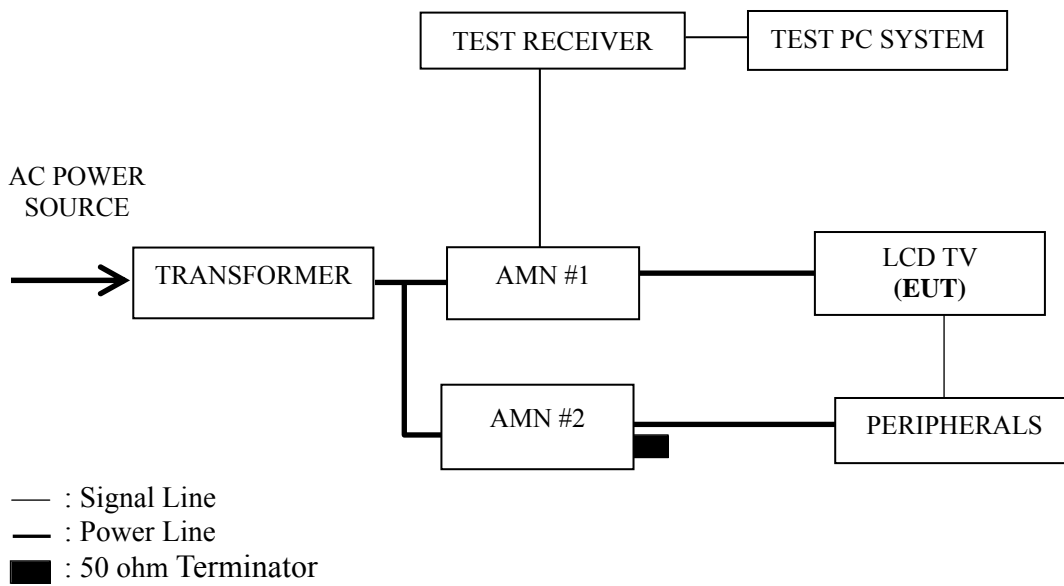 TEST RECEIVER
TEST PC SYSTEM
AC POWER
SOURCE
TRANSFORMER
AMN #1
LCD TV
(EUT)
AMN #2
PERIPHERALS
: Signal Line
: Power Line
: 50 ohm Terminator